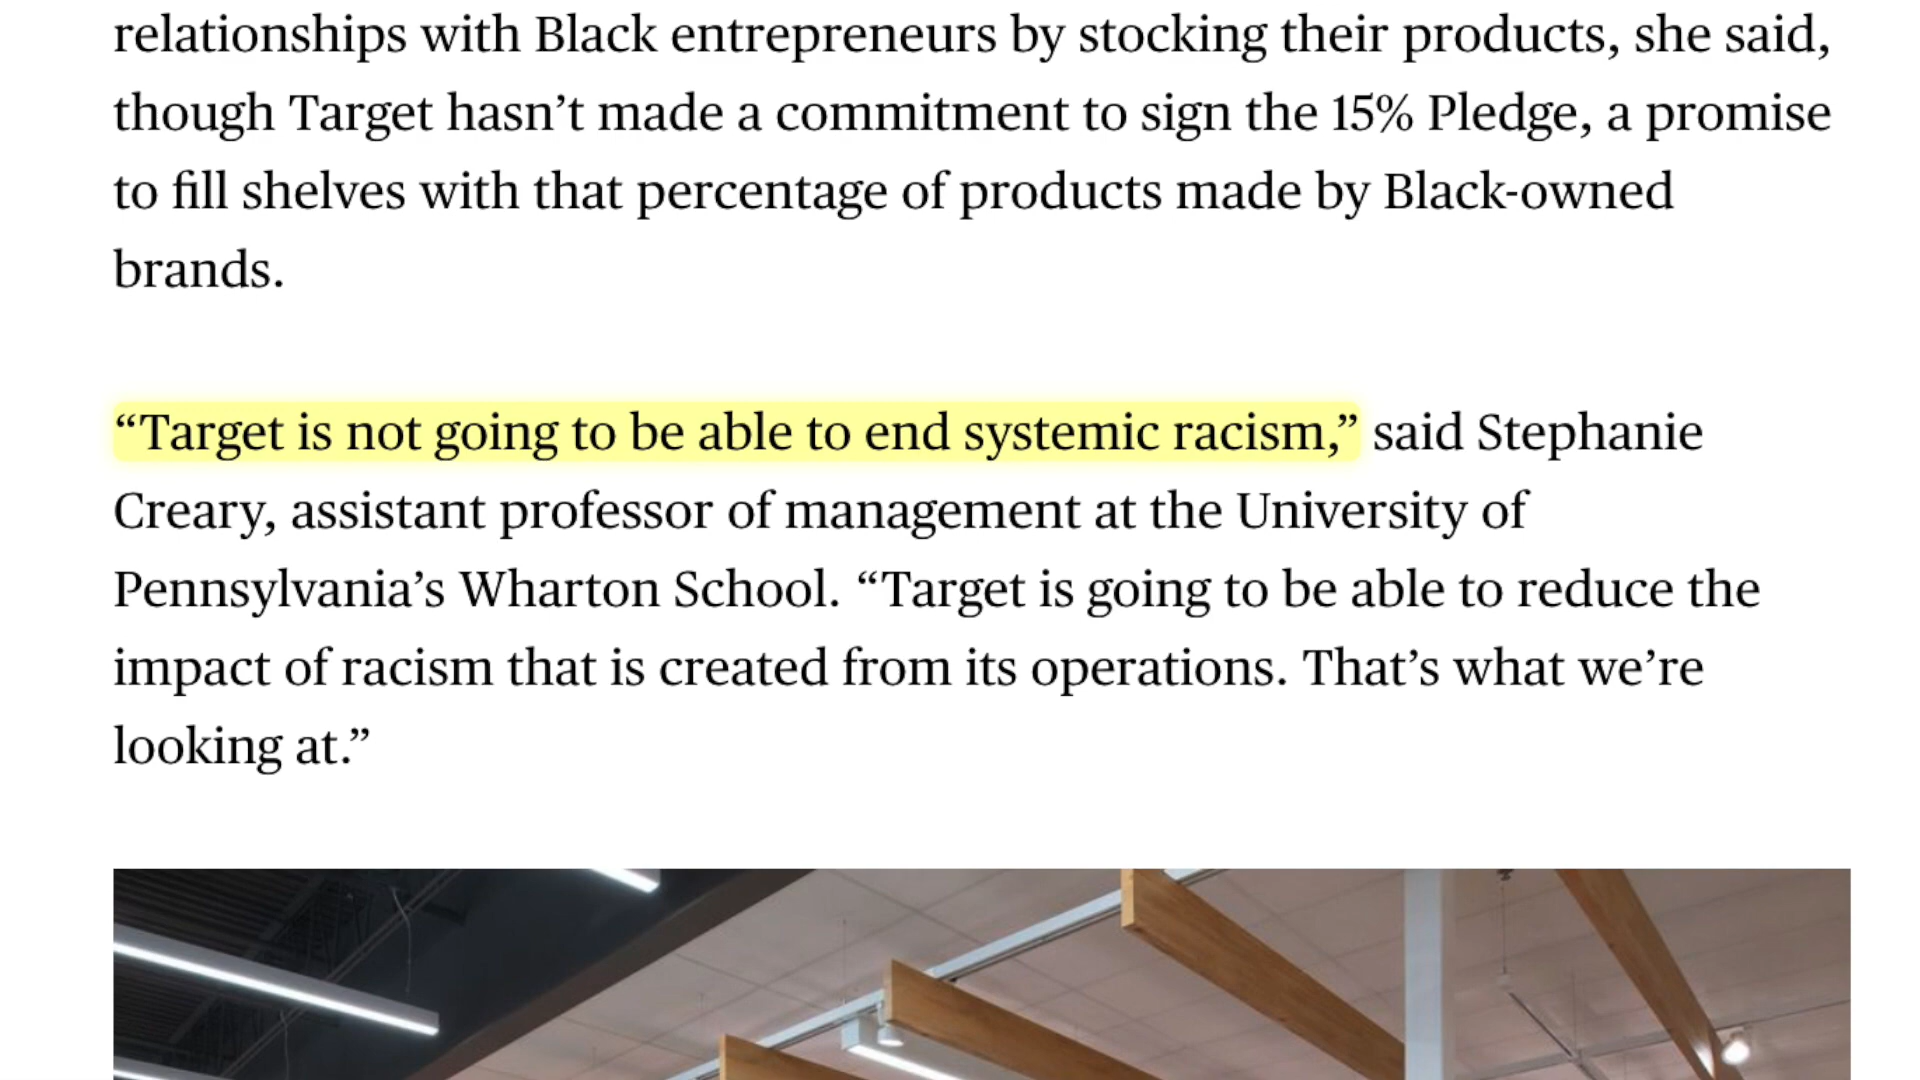 relationships with Black entrepreneurs by stocking their products, she said,
though Target hasn’t made a commitment to sign the 15% Pledge, a promise
to fill shelves with that percentage of products made by Black-owned
brands.
“Target is not going to be able to end systemic racism,” said Stephanie
Creary, assistant professor of management at the University of
Pennsylvania’s Wharton School. “Target is going to be able to reduce the
impact of racism that is created from its operations. That’s what we’re
looking at.”